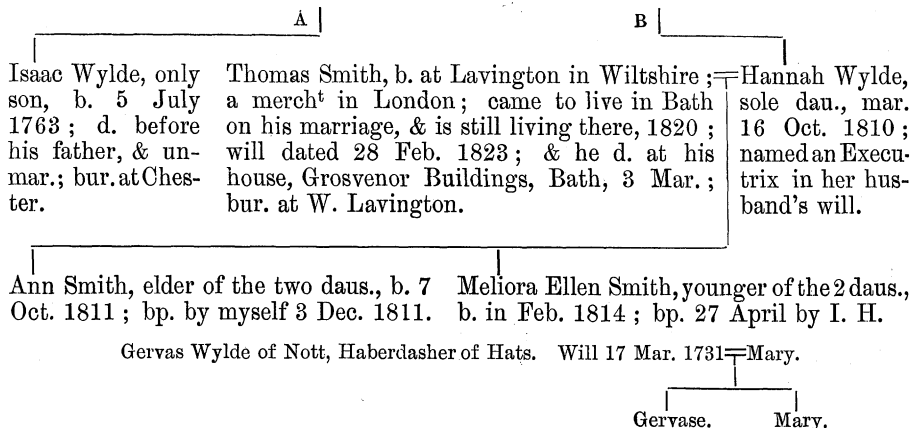 A B
Isaac Wylde, only
son, b. 5 July
1763 ; d. before
his father, & un-
mar.; bur. at Ches-
ter.
Thomas Smith, b. at Lavington in Wiltshire ;
a mercht in London ; came to live in Bath
on his marriage, & is still living there, 1820 ;
will dated 28 Feb. 1823 ; & he d. at his
house, Grosvenor Buildings, Bath, 3 Mar. ;
bur. at W. Lavington.
Hannah Wylde,
sole dau., mar.
16 Oct. 1810 ;
named an Execu-
trix in her hus-
band's will.
Ann Smith, elder of the two daus., b. 7
Oct. 1811 ; bp. by myself 3 Dec. 1811.
Meliora Ellen Smith, younger of the 2 daus.,
b. in Feb. 1814 ; bp. 27 April by I. H.
Gervas Wylde of Nott, Haberdasher of Hats. Will 17 Mar. 1731 Mary.
Gervase. Mary.